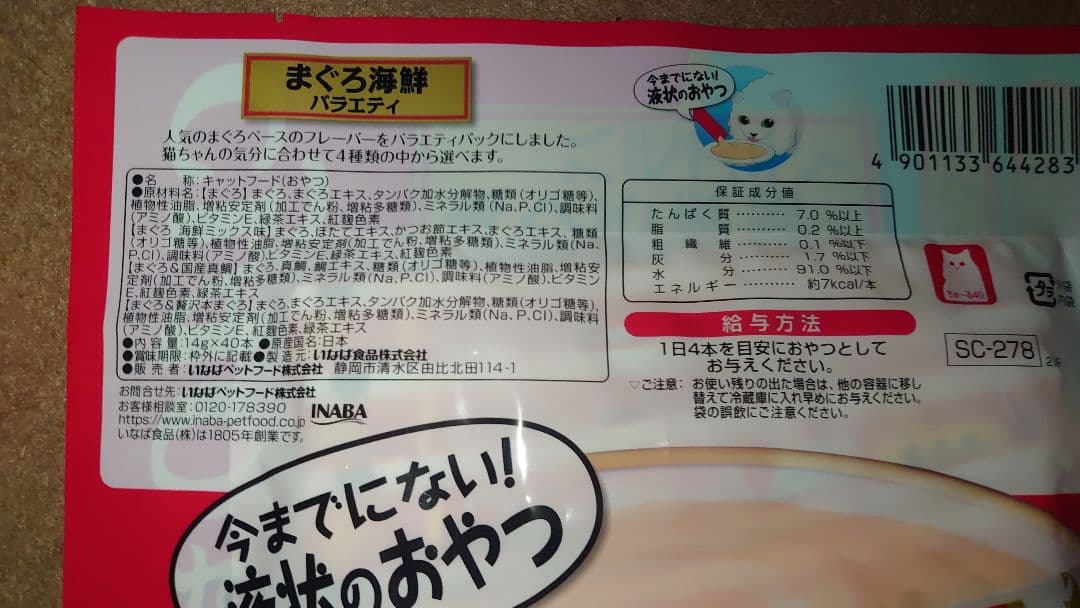 まぐろ海鮮
バラエティ
人気のまぐろベースのフレーバーをバラエティパックにしました。
猫ちゃんの気分に合わせて4種類の中から選べます。
●名　称:キャットフード(おやつ)
●原材料名:【まぐろ】まぐろ、まぐろエキス、タンパク加水分解物、糖類(オリゴ糖等)、
植物性油脂、増粘安定剤(加工でん粉、増粘多糖類)、ミネラル類(Na、P、Cl)、調味料
(アミノ酸)、ビタミンE、緑茶エキス、紅麹色素
【まぐろ 海鮮ミックス味】まぐろ、ほたてエキス、かつお節エキス、まぐろエキス、糖類
(オリゴ糖等)、植物性油脂、増粘安定剤(加工でん粉、増粘多糖類)、ミネラル類(Na、
P、Cl)、調味料(アミノ酸)、ビタミンE、緑茶エキス、紅麹色素
【まぐろ&国産真鯛】まぐろ、真鯛、鯛エキス、糖類(オリゴ糖等)、植物性油脂、増粘安
定剤(加工でん粉、増粘多糖類)、ミネラル類(Na、P、Cl)、調味料(アミノ酸)、ビタミン
E、紅麹色素、緑茶エキス
【まぐろ&贅沢本まぐろ】まぐろ、まぐろエキス、タンパク加水分解物、糖類(オリゴ糖等)、
植物性油脂、増粘安定剤(加工でん粉、増粘多糖類)、ミネラル類(Na、P、Cl)、調味料
(アミノ酸)、ビタミンE、紅麹色素、緑茶エキス
●内容量:14g×40本●原産国名:日本
●賞味期限:枠外に記載●製造元:いなば食品株式会社
●販売者:いなばペットフード株式会社 静岡市清水区由比北田114-1
お問合せ先:いなばペットフード株式会社
お客様相談室:0120-178390
https://www.inaba-petfood.co.jp
いなば食品(株)は1805年創業です。
INABA
今までにない!
液状のおやつ
4 901133 644283
保証成分値
たんぱく質 ………… 7.0 %以上
脂質 ………… 0.2 %以上
粗繊維 ………… 0.1 %以下
灰分 ………… 1.7 %以下
水分 ………… 91.0 %以下
エネルギー ………… 約7kcal/本
給与方法
1日4本を目安におやつとして
お与えください。
▽ご注意: お使い残りの出た場合は、他の容器に移し
替えて冷蔵庫に入れ早めにお与えください。
袋の誤飲にご注意ください。
プラ
SC-278
今までにない!
液状のおやつ